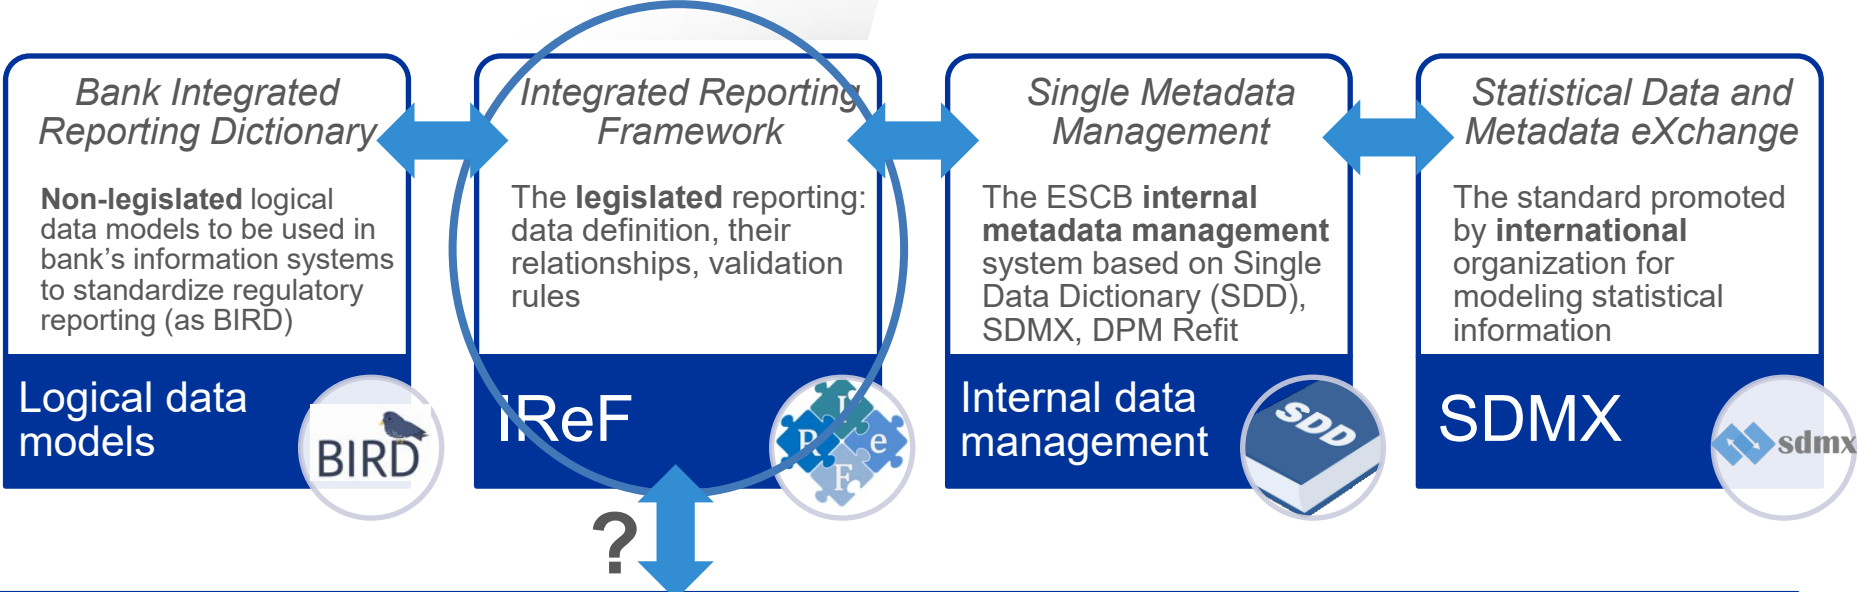 Bank Integrated
Reporting Dictionary
Non-legislated logical
data models to be used in
bank's information systems
to standardize regulatory
reporting (as BIRD)
Logical data
models
BIRD
Integrated Reporting
Framework
The legislated reporting:
data definition, their
relationships, validation
rules
IReF
I
R e
F
Single Metadata
Management
The ESCB internal
metadata management
system based on Single
Data Dictionary (SDD),
SDMX, DPM Refit
Internal data
management
SDD
Statistical Data and
Metadata eXchange
The standard promoted
by international
organization for
modeling statistical
information
SDMX
sdmx
?